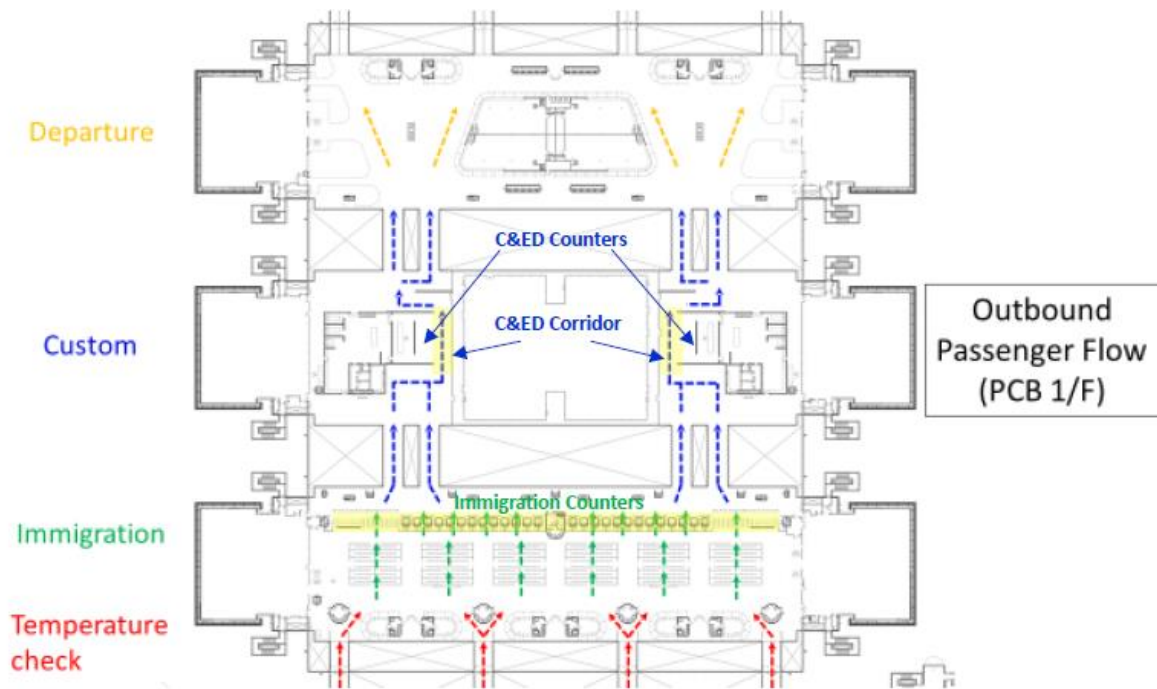 Departure
C&ED Counters
C&ED Corridor
Custom
Outbound
Passenger Flow
(PCB 1/F)
Immigration Counters
Immigration
Temperature
check